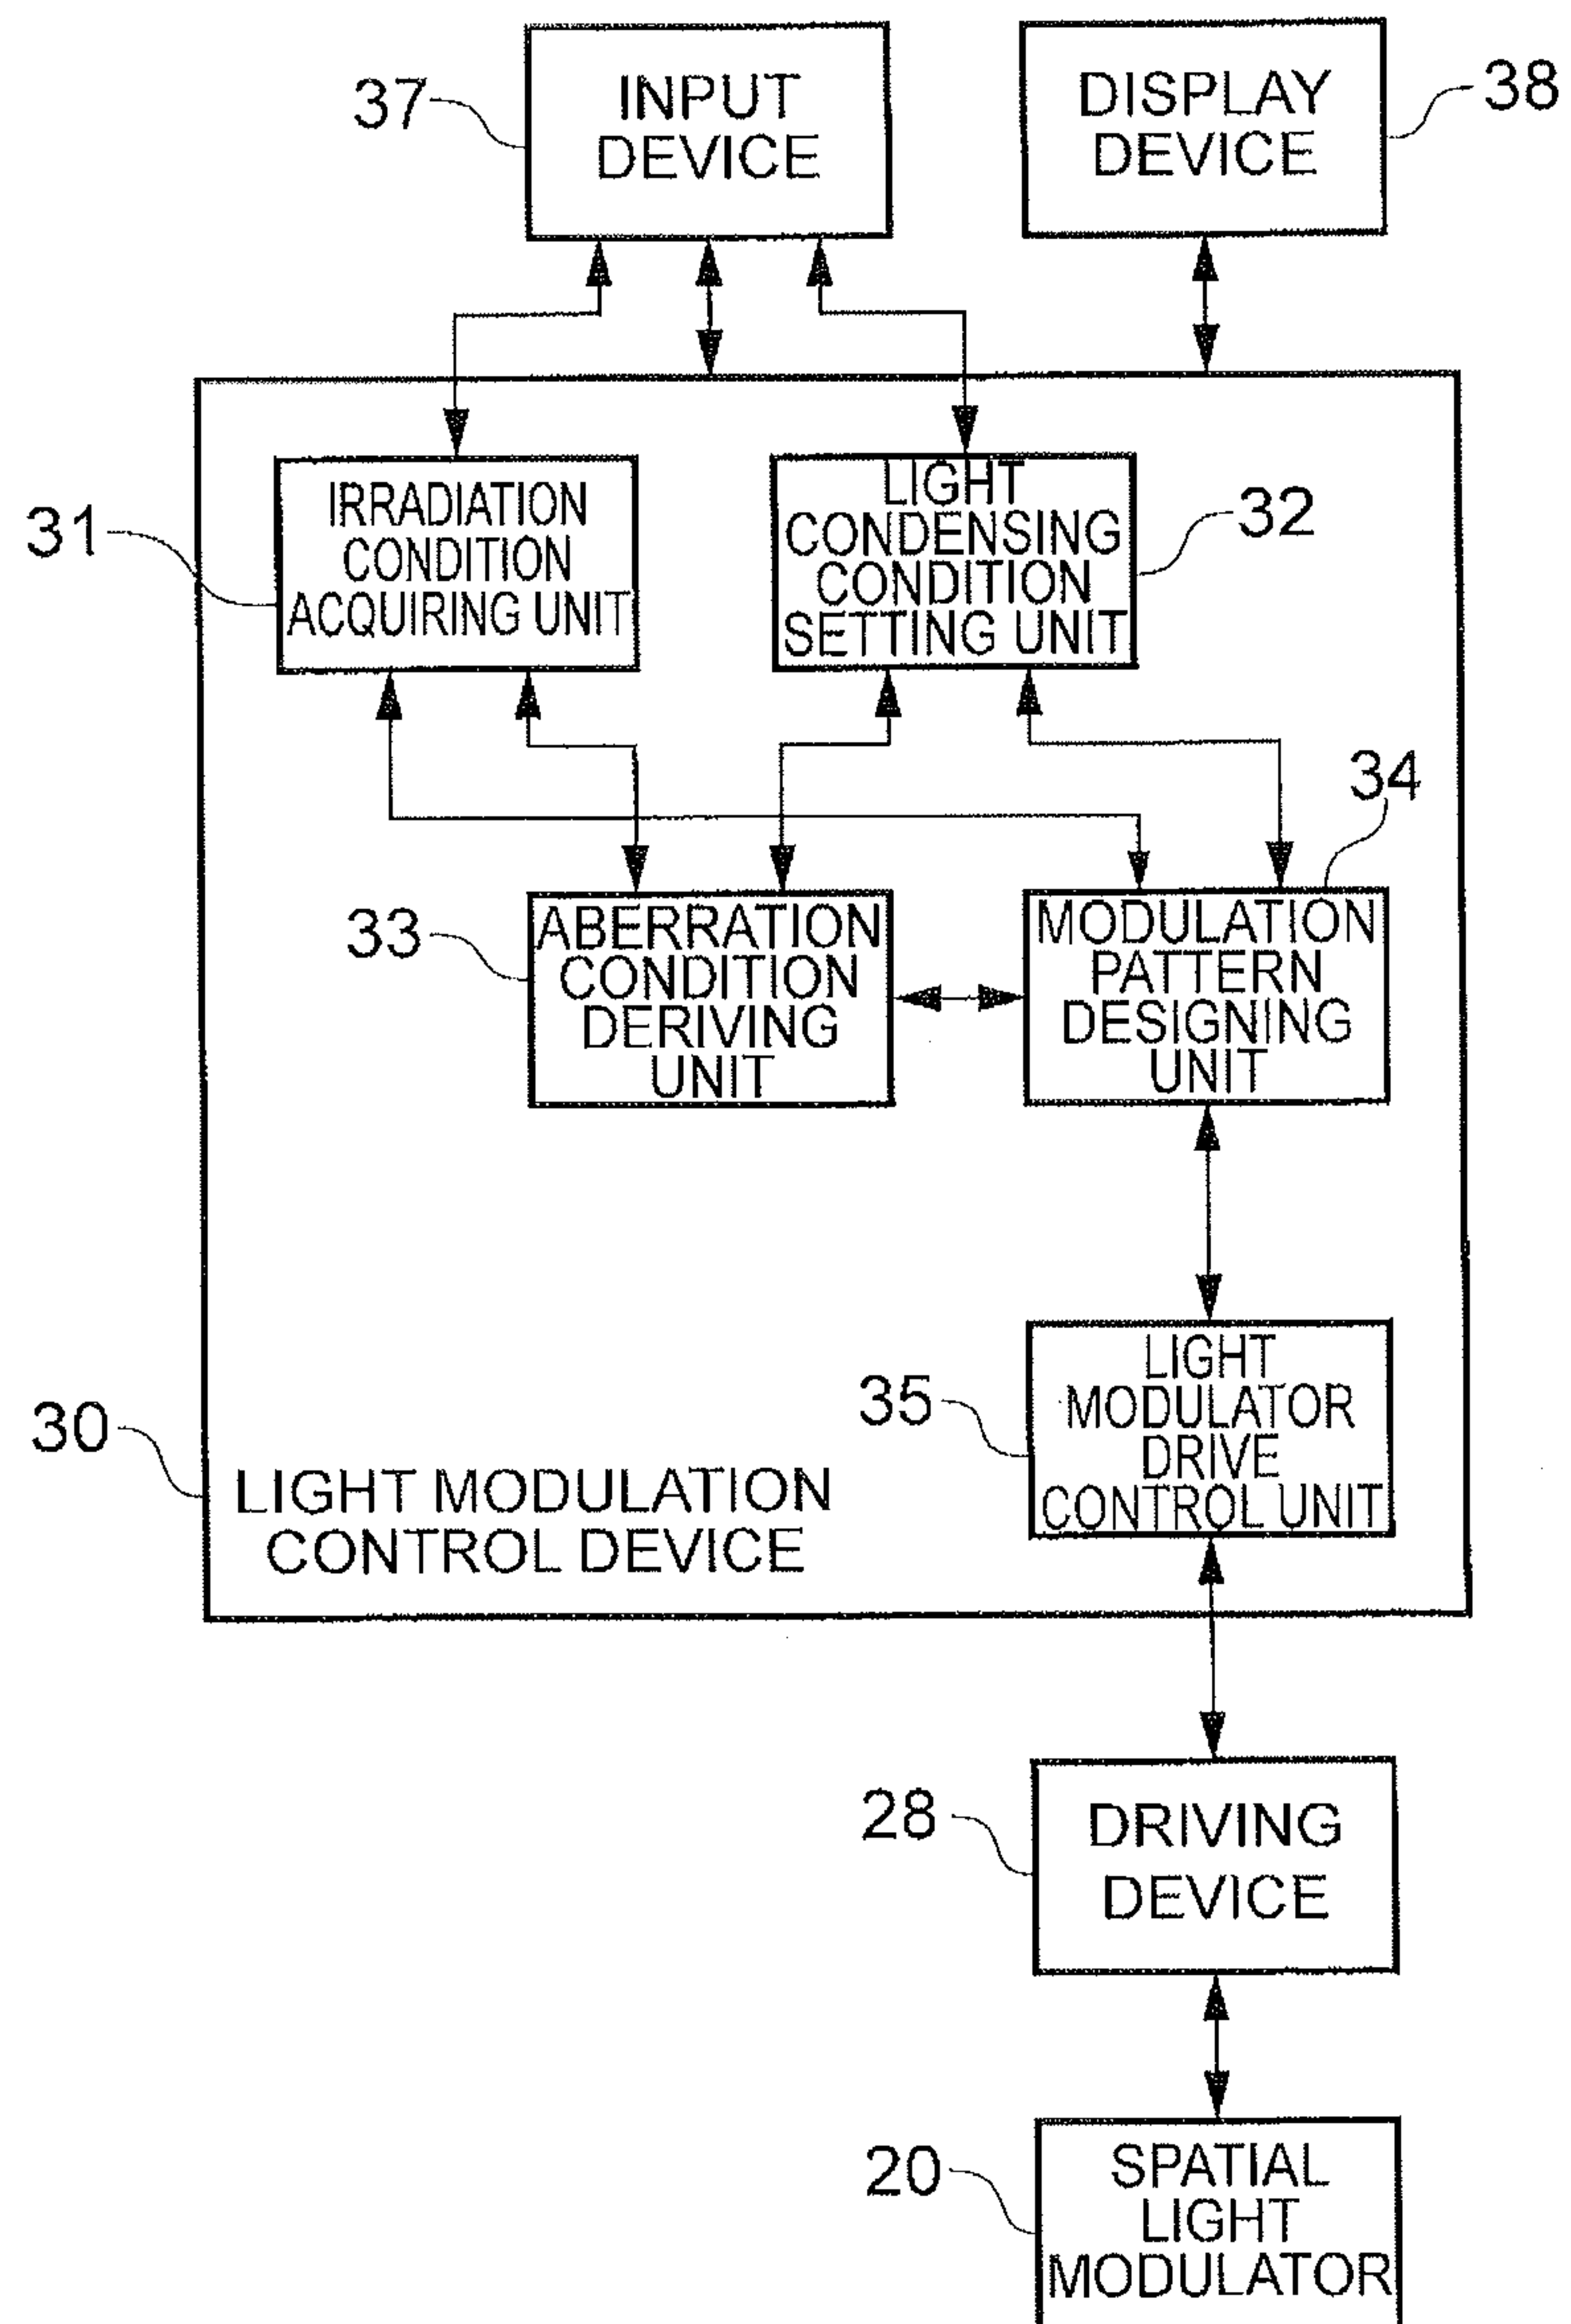 37
INPUT
DEVICE
DISPLAY
DEVICE
38
31
IRRADIATION
CONDITION
ACQUIRING UNIT
LIGHT
CONDENSING
CONDITION
SETTING UNIT
32
34
33
ABERRATION
CONDITION
DERIVING
UNIT
MODULATION
PATTERN
DESIGNING
UNIT
35
LIGHT
MODULATOR
DRIVE
CONTROL UNIT
30
LIGHT MODULATION
CONTROL DEVICE
28
DRIVING
DEVICE
20
SPATIAL
LIGHT
MODULATOR